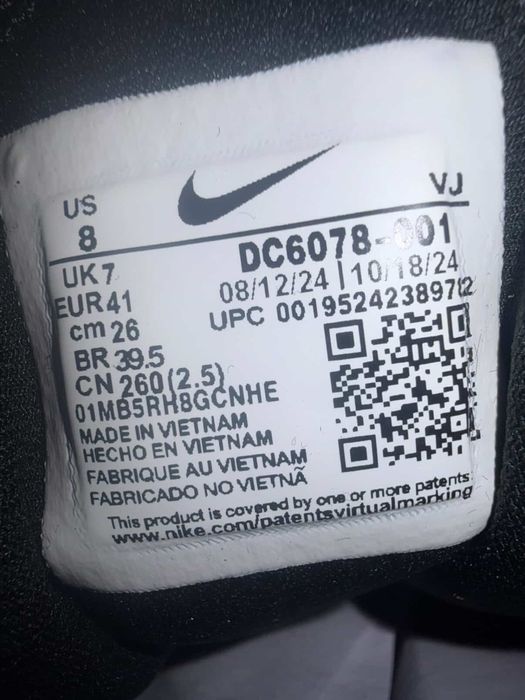 US
8
VJ
UK7
DC6078-001
EUR41
08/12/24 | 10/18/24
cm 26
UPC 00195242389712
BR 39.5
CN 260(2.5)
01MB5RH8GCNHE
MADE IN VIETNAM
HECHO EN VIETNAM
FABRIQUE AU VIETNAM
FABRICADO NO VIETNÃ
This product is covered by one or more patents
www.nike.com/patentsvirtualmarking